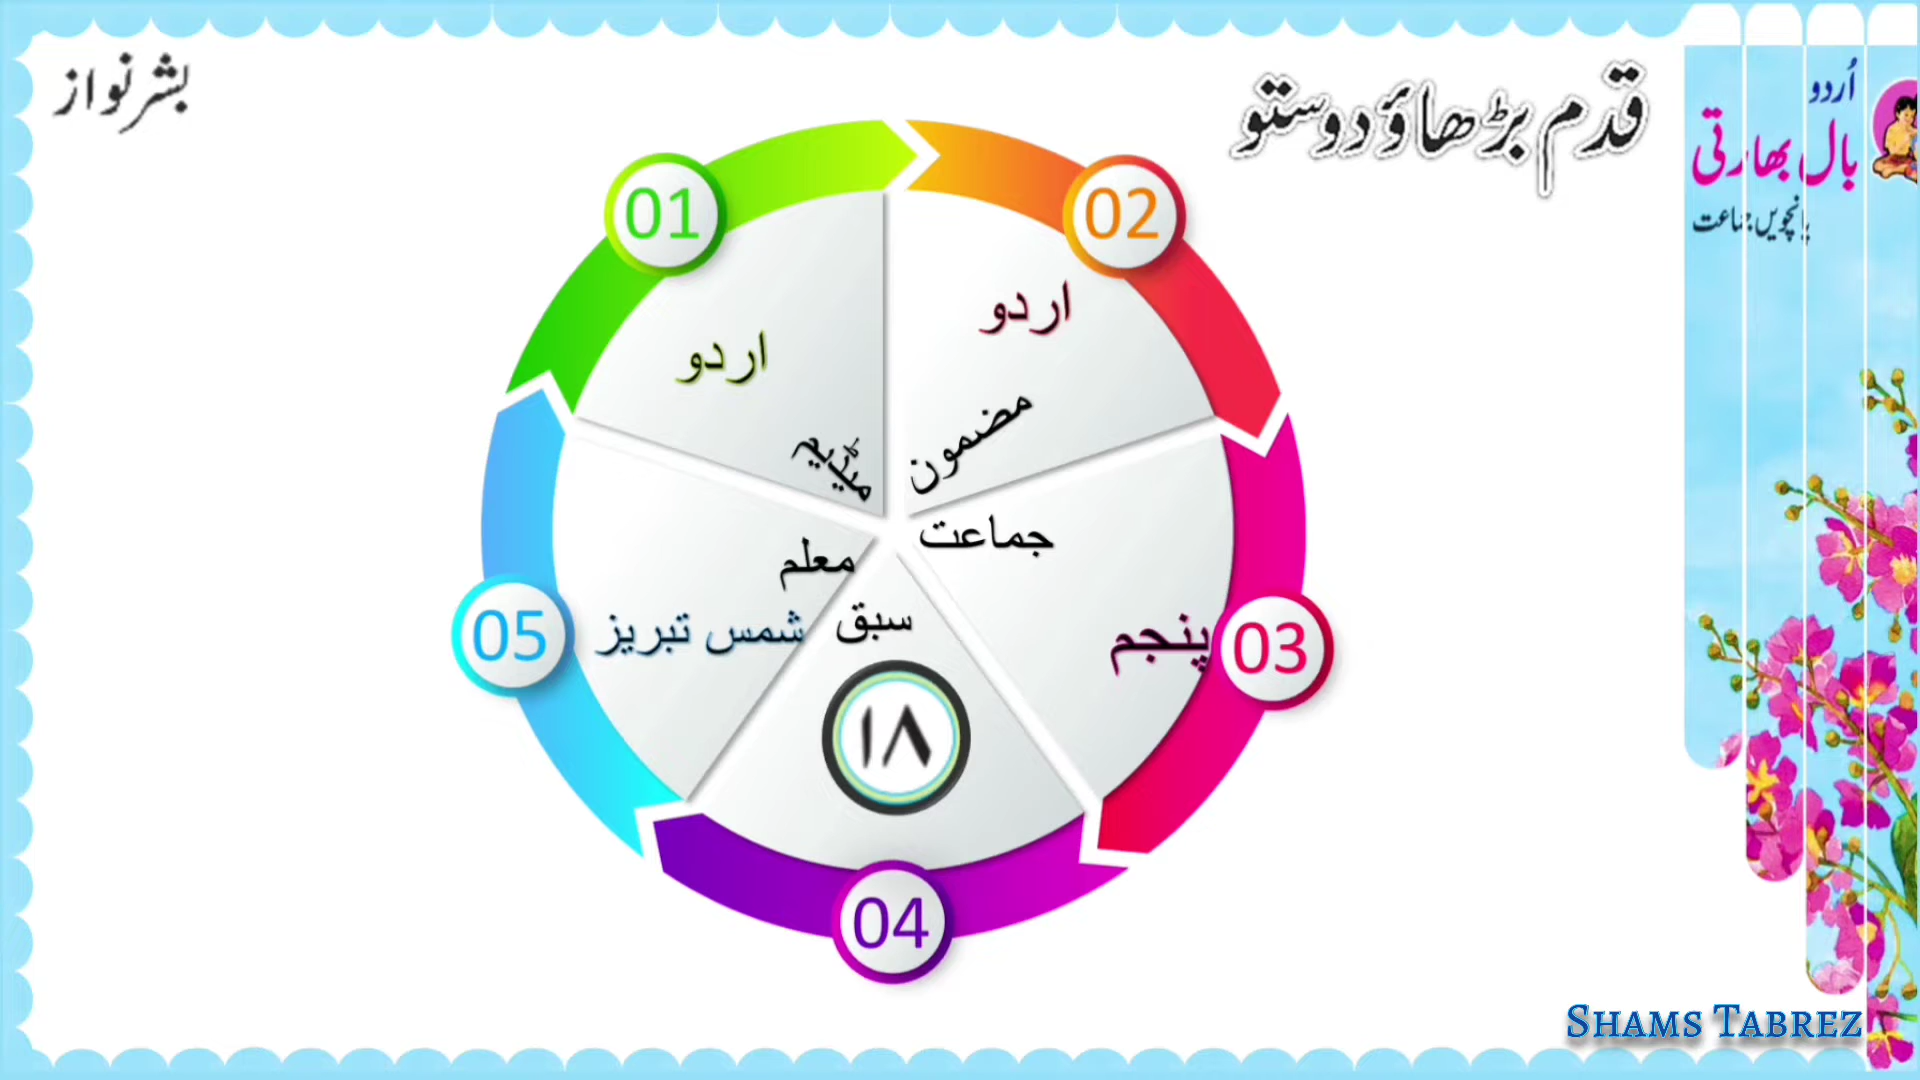 قدم بڑھاؤ دوستو
بشر نواز
اُردو
بال بھارتی
پانچویں جماعت
01
اردو
میڈیم
02
اردو
مضمون
03
جماعت
پنجم
04
سبق
۱۸
05
معلم
شمس تبریز
SHAMS TABREZ